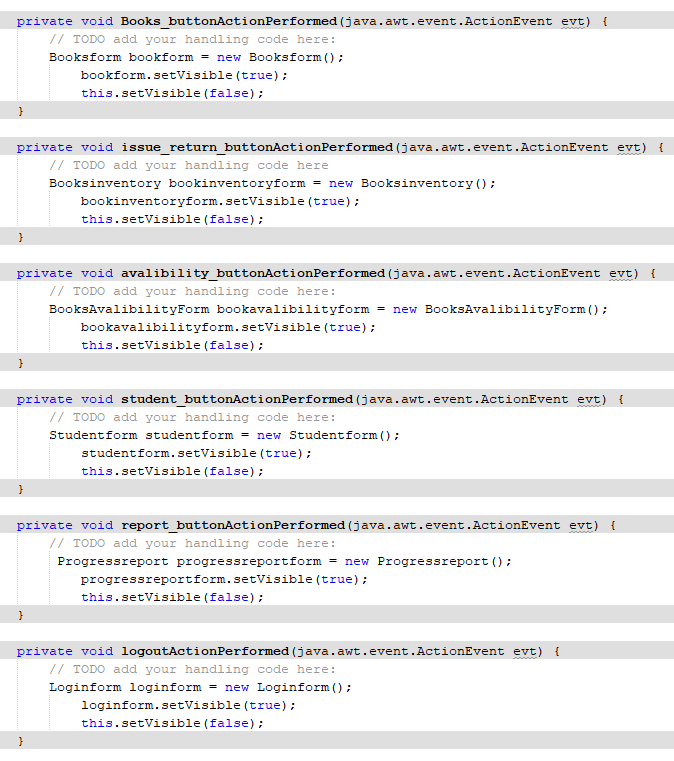 private void Books_buttonActionPerformed(java.awt.event.ActionEvent evt) {
// TODO add your handling code here:
Booksform bookform = new Booksform();
bookform.setVisible(true);
this.setVisible(false);
}
private void issue_return_buttonActionPerformed(java.awt.event.ActionEvent evt) {
// TODO add your handling code here
Booksinventory bookinventoryform = new Booksinventory();
bookinventoryform.setVisible(true);
this.setVisible(false);
}
private void avalibility_buttonActionPerformed(java.awt.event.ActionEvent evt) {
// TODO add your handling code here:
BooksAvalibilityForm bookavalibilityform = new BooksAvalibilityForm();
bookavalibilityform.setVisible(true);
this.setVisible(false);
}
private void student_buttonActionPerformed(java.awt.event.ActionEvent evt) {
// TODO add your handling code here:
Studentform studentform = new Studentform();
studentform.setVisible(true);
this.setVisible(false);
}
private void report_buttonActionPerformed(java.awt.event.ActionEvent evt) {
// TODO add your handling code here:
Progressreport progressreportform = new Progressreport();
progressreportform.setVisible(true);
this.setVisible(false);
}
private void logoutActionPerformed(java.awt.event.ActionEvent evt) {
// TODO add your handling code here:
Loginform loginform = new Loginform();
loginform.setVisible(true);
this.setVisible(false);
}